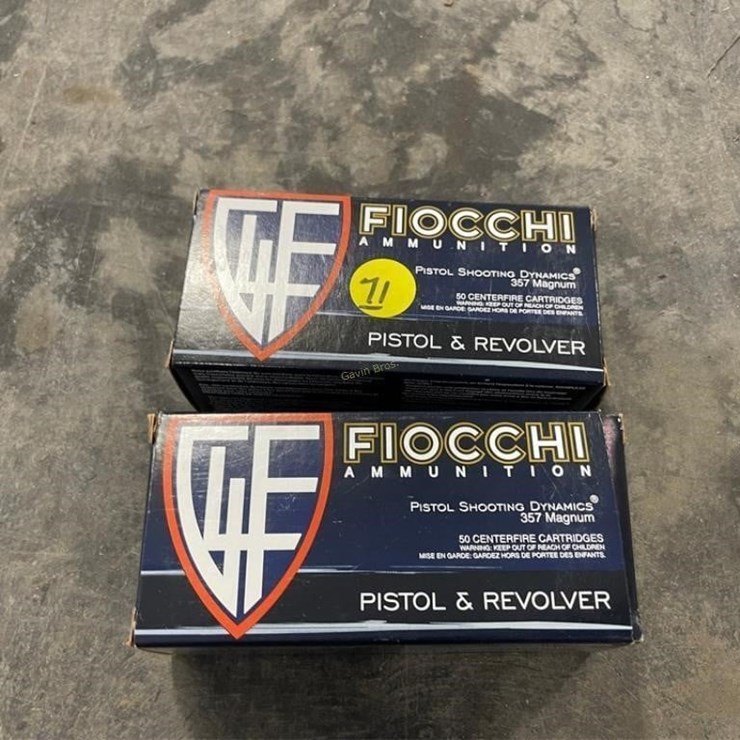 GFL
FIOCCHI
AMMUNITION
PISTOL SHOOTING DYNAMICS®
357 Magnum
71
50 CENTERFIRE CARTRIDGES
WARNING: KEEP OUT OF REACH OF CHILDREN
MISE EN GARDE: GARDEZ HORS DE PORTEE DES ENFANTS.
PISTOL & REVOLVER
Gavin Bros.
GFL
FIOCCHI
AMMUNITION
PISTOL SHOOTING DYNAMICS®
357 Magnum
50 CENTERFIRE CARTRIDGES
WARNING: KEEP OUT OF REACH OF CHILDREN
MISE EN GARDE: GARDEZ HORS DE PORTEE DES ENFANTS.
PISTOL & REVOLVER